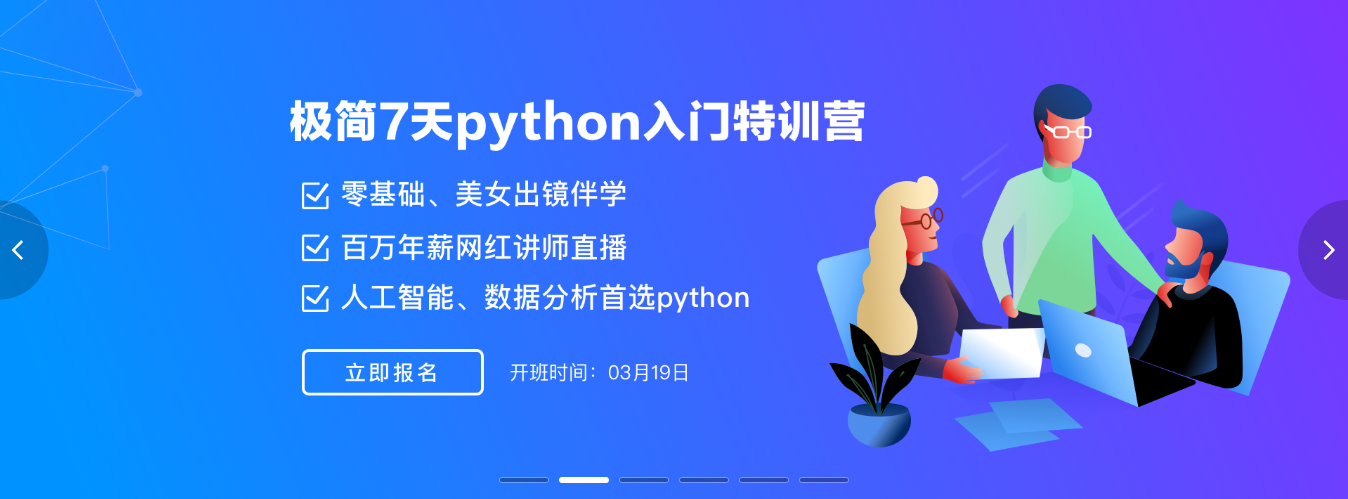 极简7天python入门特训营
零基础、美女出镜伴学
百万年薪网红讲师直播
人工智能、数据分析首选python
立即报名 开班时间：03月19日